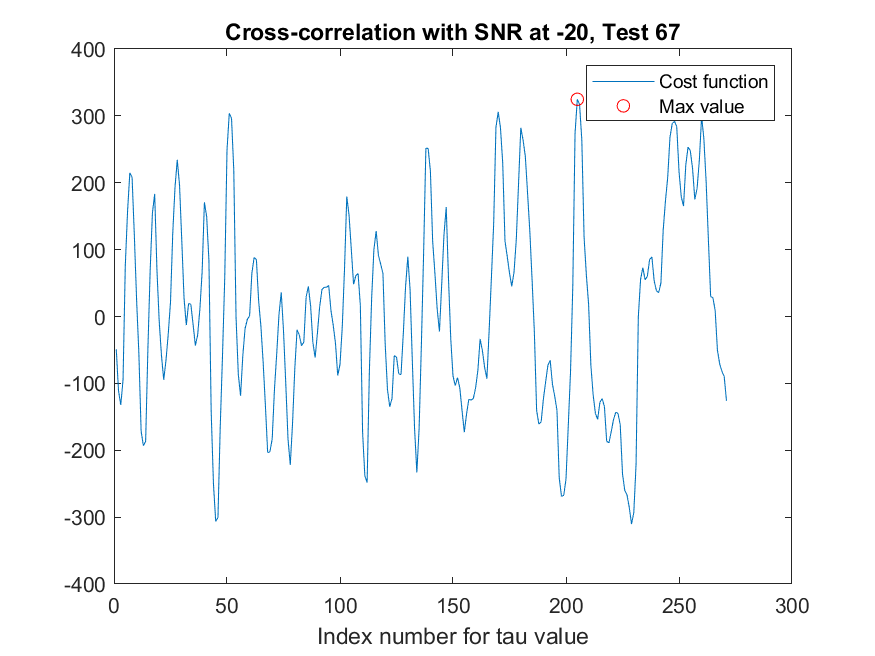 Cross-correlation with SNR at -20, Test 67
400
300
200
100
0
-100
-200
-300
-400
0 50 100 150 200 250 300
Index number for tau value
Cost function
Max value